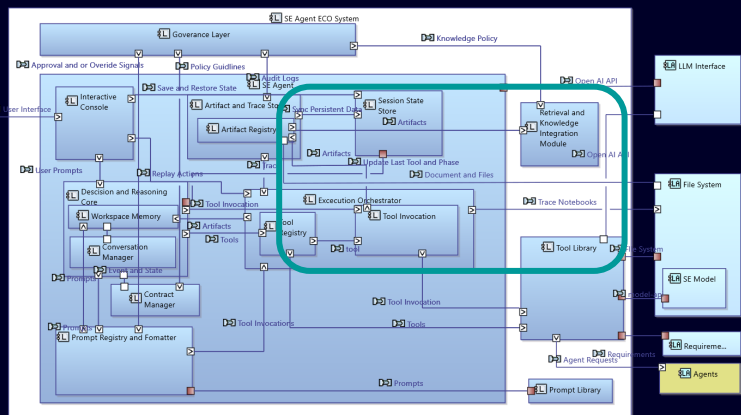 SE Agent ECO System
Goverance Layer
Knowledge Policy
Approval and or Overide Signals
Policy Guidlines
Audit Logs
SE Agent
Open AI API
LLM Interface
Save and Restore State
Interactive
Console
User Interface
Artifact and Trace Sto
Sync Persistent Data
Session State
Store
Artifacts
Artifact Registry
Retrieval and
Knowledge
Integration
Module
Open AI API
User Prompts
Replay Actions
Trace
Artifacts
Update Last Tool and Phase
Document and Files
File System
Descision and Reasoning
Core
Tool Invocation
Excecution Orchestrator
Trace Notebooks
Workspace Memory
Artifacts
Tools
Tool
Registry
Tool Invocation
Conversation
Manager
tool
Tool Library
File System
Event and State
Prompts
SE Model
Contract
Manager
Tool Invocation
Prompts
Tool Invocations
Tools
Prompt Registry and Fomatter
Requirements
Requireme...
Agent Requests
Agents
Prompts
Prompt Library